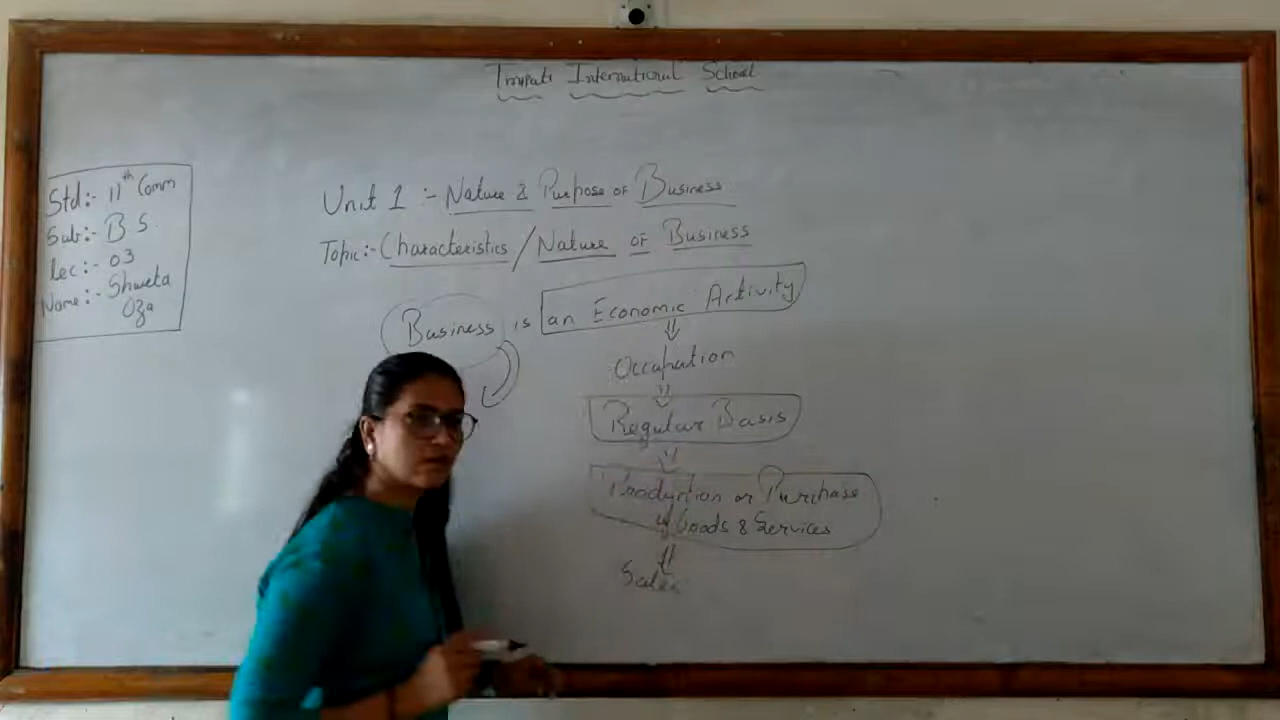 International School
Std:- 11th Comm
Sub:- B S
Lec:- 03
Name:- Shweta
Oza
Unit 1 :- Nature & Purpose of Business
Topic:- Characteristics / Nature of Business
Business is an Economic Activity
⇓
Occupation
⇓
Regular Basis
⇓
Production or Purchase
of Goods & Services
⇓
Sales